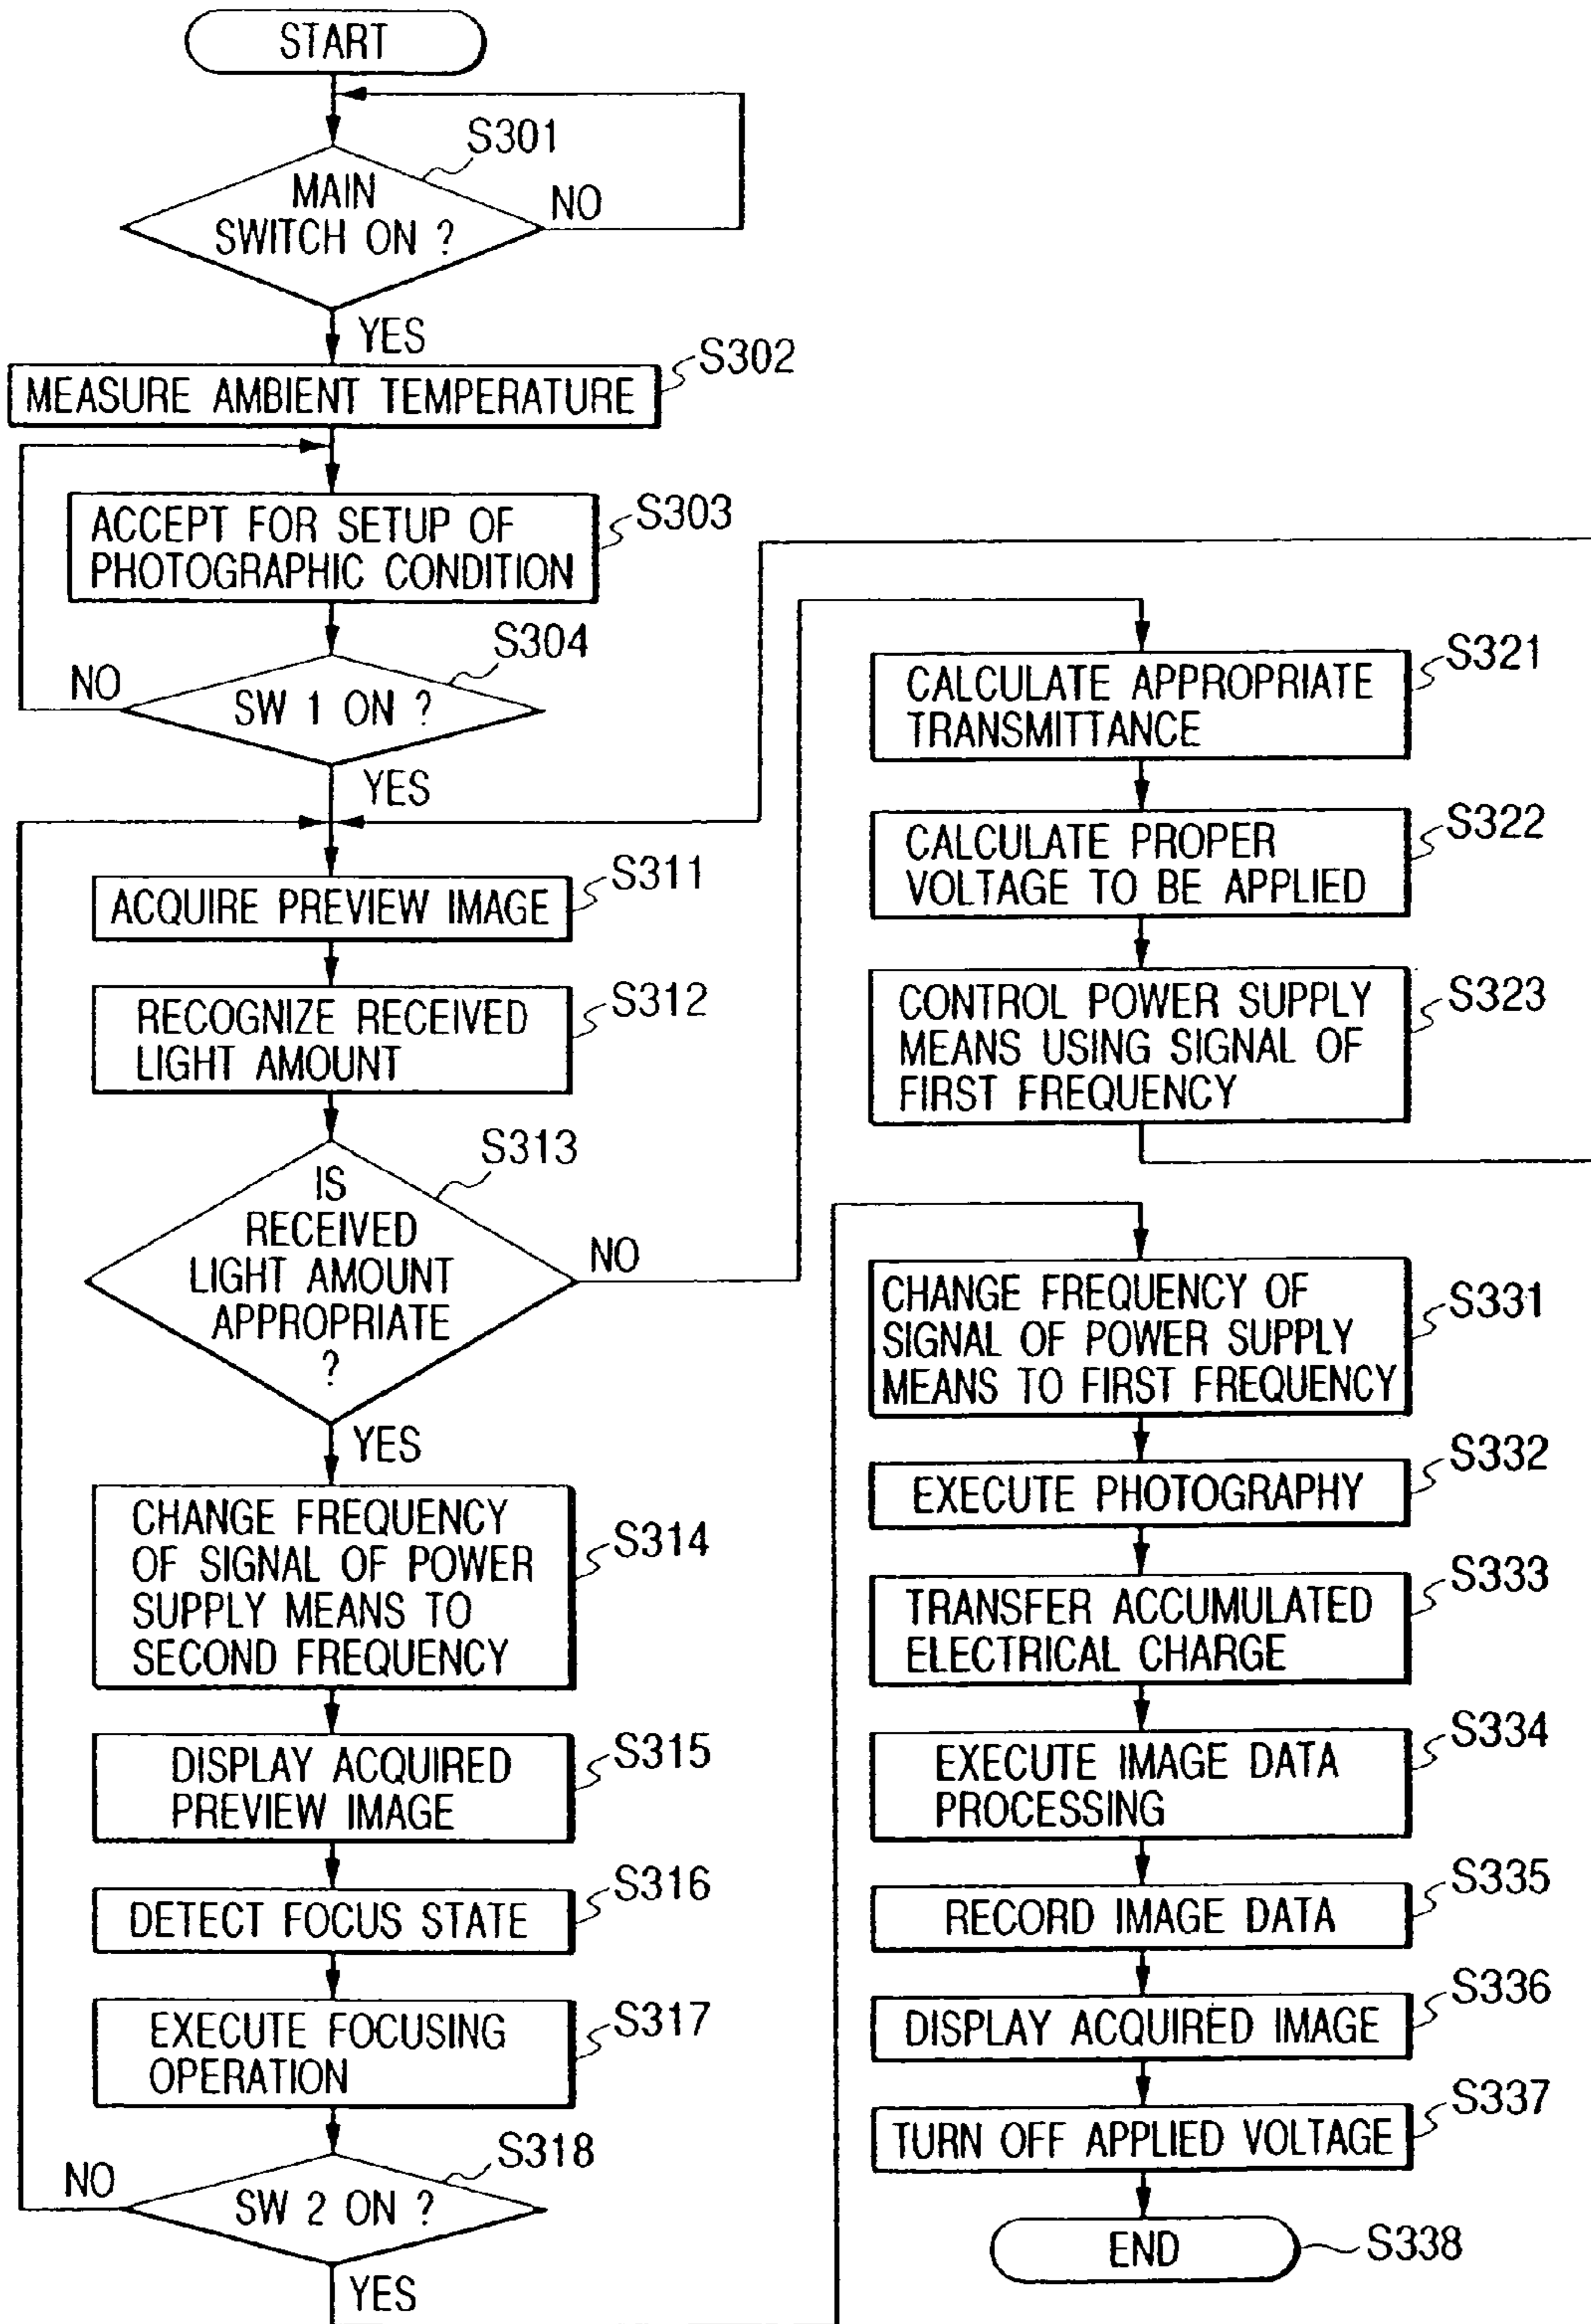 START
S301
MAIN
SWITCH ON ?
NO
YES
S302
MEASURE AMBIENT TEMPERATURE
S303
ACCEPT FOR SETUP OF
PHOTOGRAPHIC CONDITION
S304
NO
SW 1 ON ?
YES
S311
ACQUIRE PREVIEW IMAGE
S312
RECOGNIZE RECEIVED
LIGHT AMOUNT
S313
IS
RECEIVED
LIGHT AMOUNT
APPROPRIATE
?
NO
YES
S314
CHANGE FREQUENCY
OF SIGNAL OF POWER
SUPPLY MEANS TO
SECOND FREQUENCY
S315
DISPLAY ACQUIRED
PREVIEW IMAGE
S316
DETECT FOCUS STATE
S317
EXECUTE FOCUSING
OPERATION
S318
NO
SW 2 ON ?
YES
S321
CALCULATE APPROPRIATE
TRANSMITTANCE
S322
CALCULATE PROPER
VOLTAGE TO BE APPLIED
S323
CONTROL POWER SUPPLY
MEANS USING SIGNAL OF
FIRST FREQUENCY
S331
CHANGE FREQUENCY OF
SIGNAL OF POWER SUPPLY
MEANS TO FIRST FREQUENCY
S332
EXECUTE PHOTOGRAPHY
S333
TRANSFER ACCUMULATED
ELECTRICAL CHARGE
S334
EXECUTE IMAGE DATA
PROCESSING
S335
RECORD IMAGE DATA
S336
DISPLAY ACQUIRED IMAGE
S337
TURN OFF APPLIED VOLTAGE
END
S338